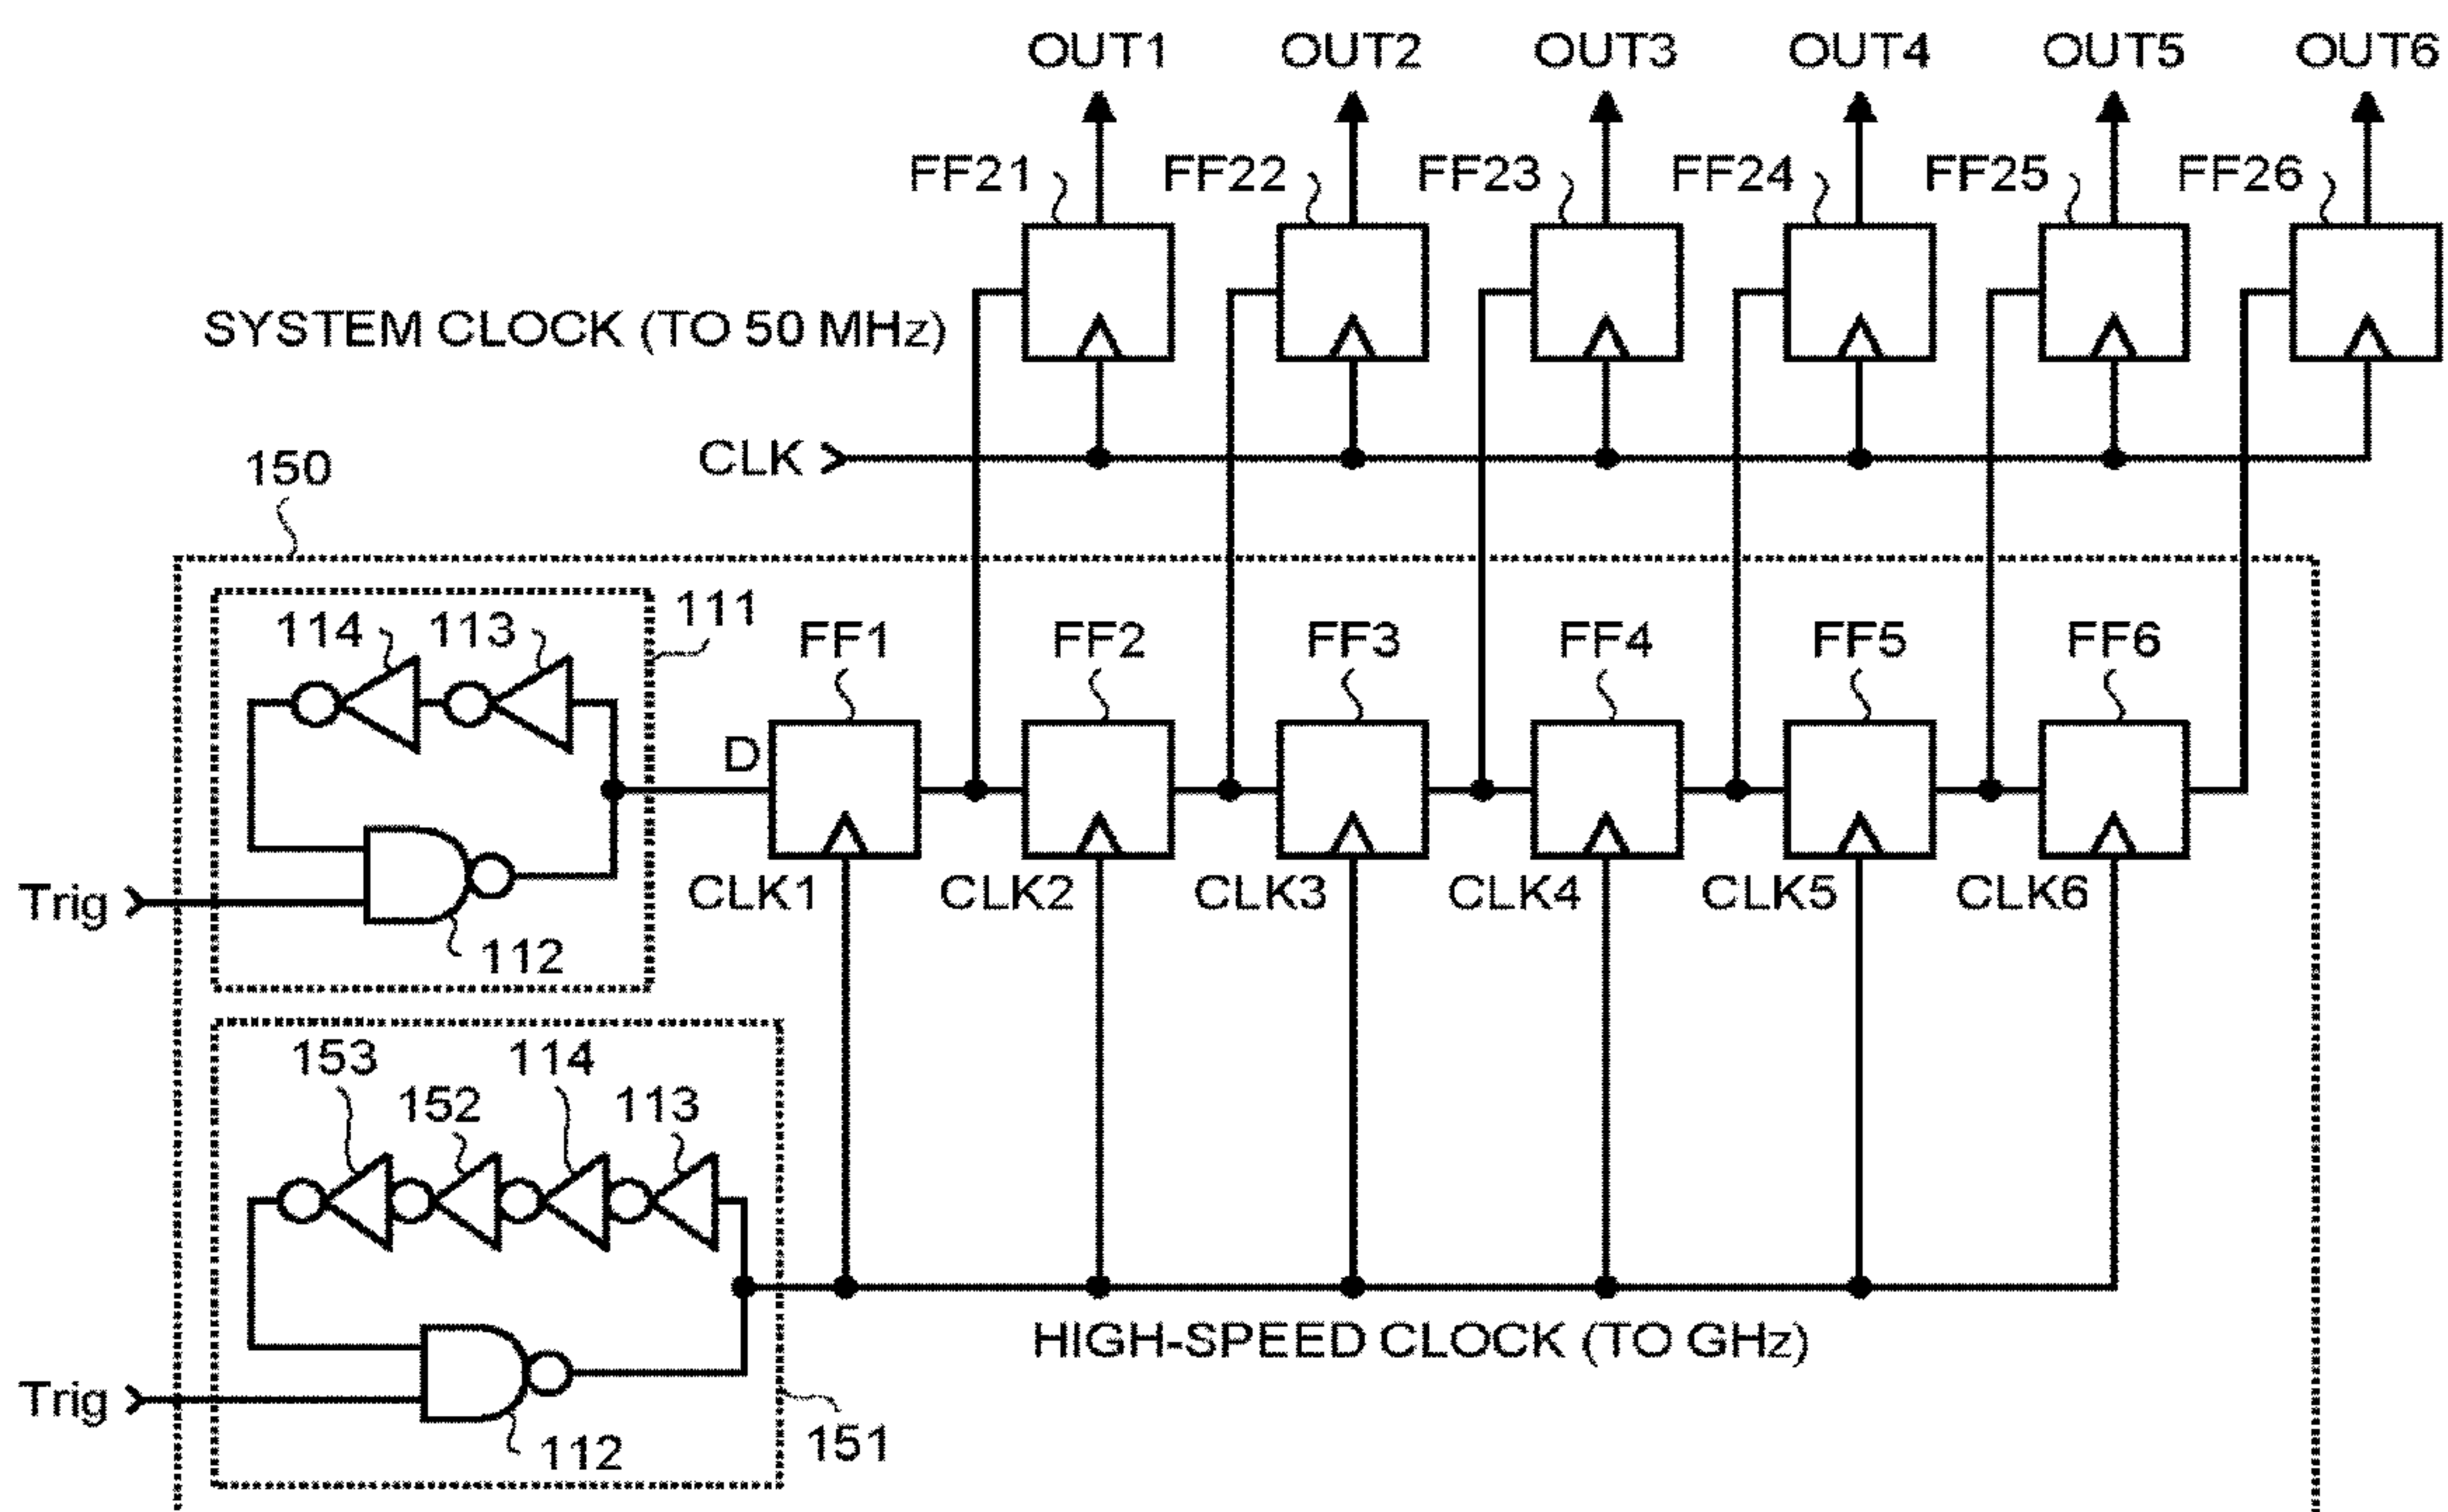 OUT1 OUT2 OUT3 OUT4 OUT5 OUT6
FF21 FF22 FF23 FF24 FF25 FF26
SYSTEM CLOCK (TO 50 MHz)
CLK
150
111
114 113
FF1 FF2 FF3 FF4 FF5 FF6
D
CLK1 CLK2 CLK3 CLK4 CLK5 CLK6
Trig
112
153 114
152 113
HIGH-SPEED CLOCK (TO GHz)
Trig
112
151